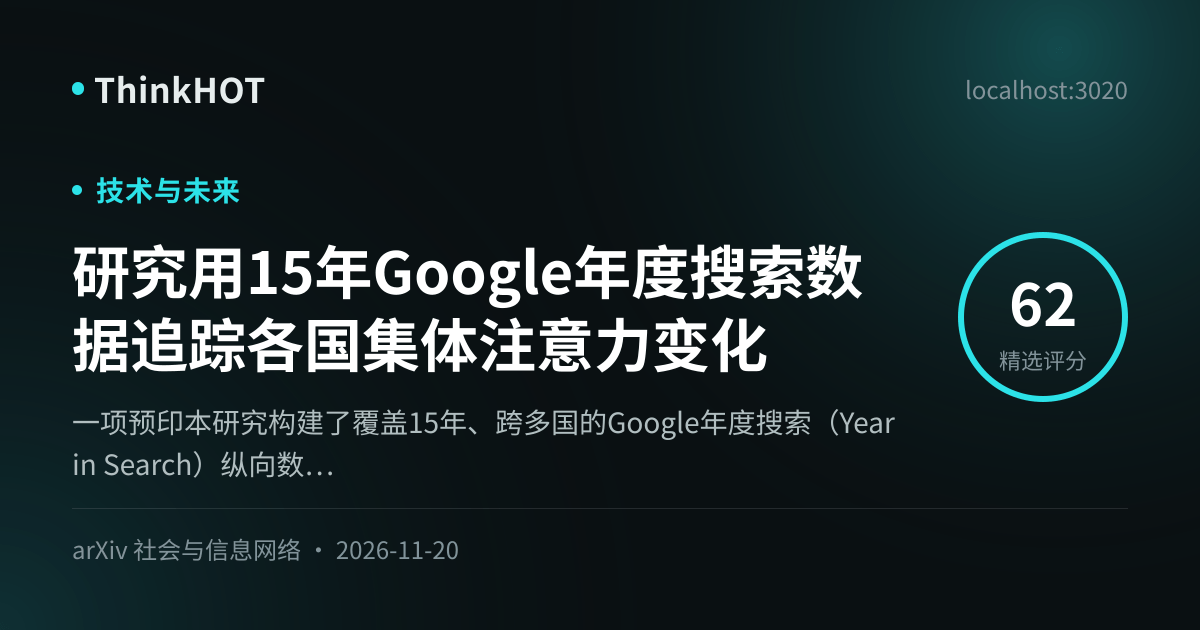 ThinkHOT
localhost:3020
技术与未来
研究用15年Google年度搜索数
据追踪各国集体注意力变化
62
精选评分
一项预印本研究构建了覆盖15年、跨多国的Google年度搜索（Year
in Search）纵向数…
arXiv 社会与信息网络 · 2026-11-20